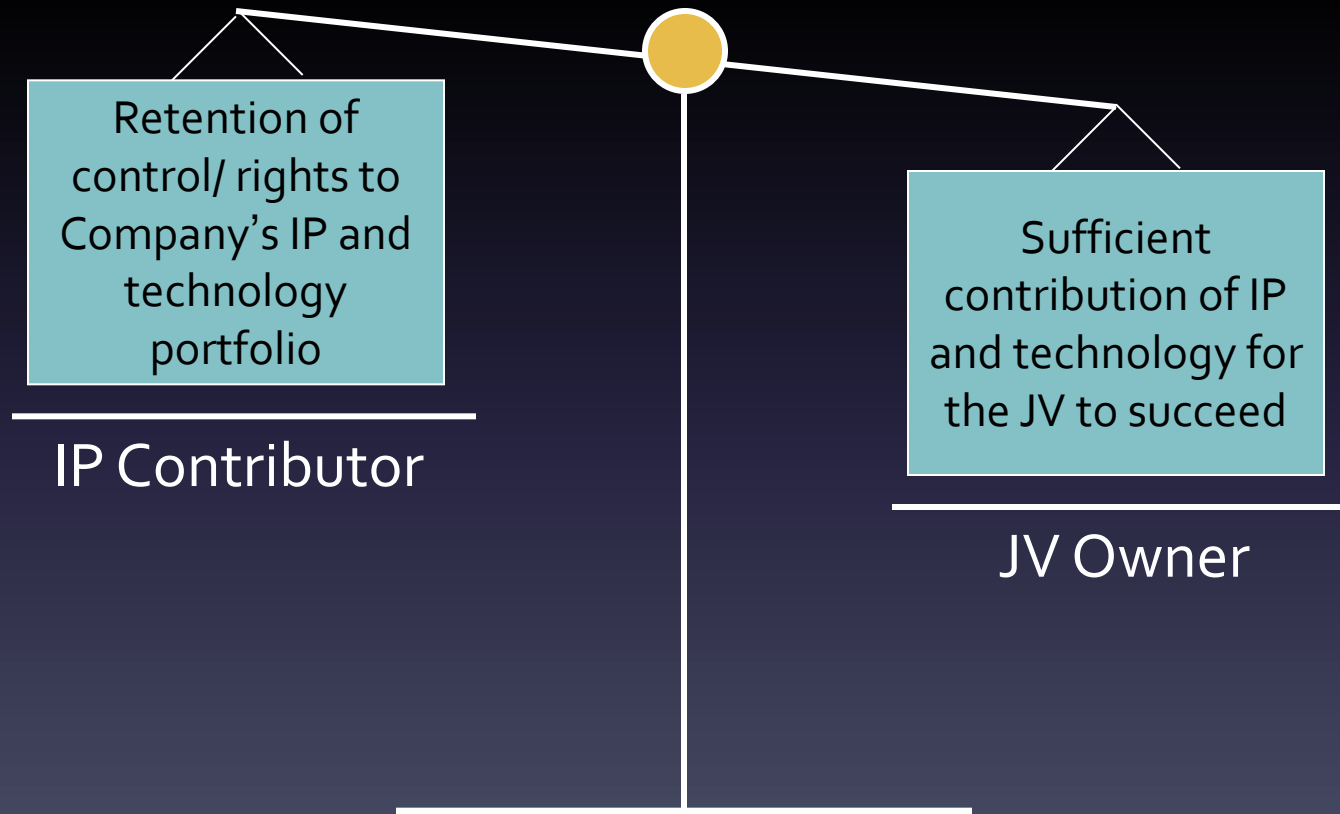 Retention of
control/ rights to
Company’s IP and
technology
portfolio
IP Contributor
Sufficient
contribution of IP
and technology for
the JV to succeed
JV Owner